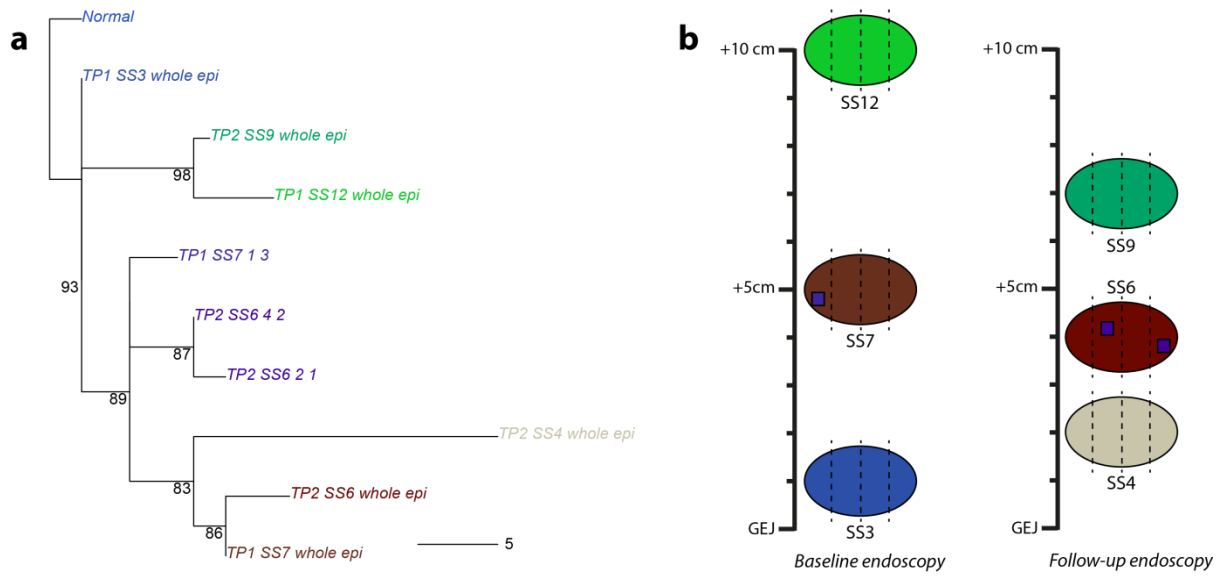 a
Normal
TP1 SS3 whole epi
TP2 SS9 whole epi
98
TP1 SS12 whole epi
TP1 SS7 1 3
93
TP2 SS6 4 2
87
TP2 SS6 2 1
89
TP2 SS4 whole epi
83
TP2 SS6 whole epi
86
TP1 SS7 whole epi
5
b
+10 cm
SS12
+5cm
SS7
GEJ
SS3
Baseline endoscopy
+10 cm
SS9
+5cm
SS6
SS4
GEJ
Follow-up endoscopy